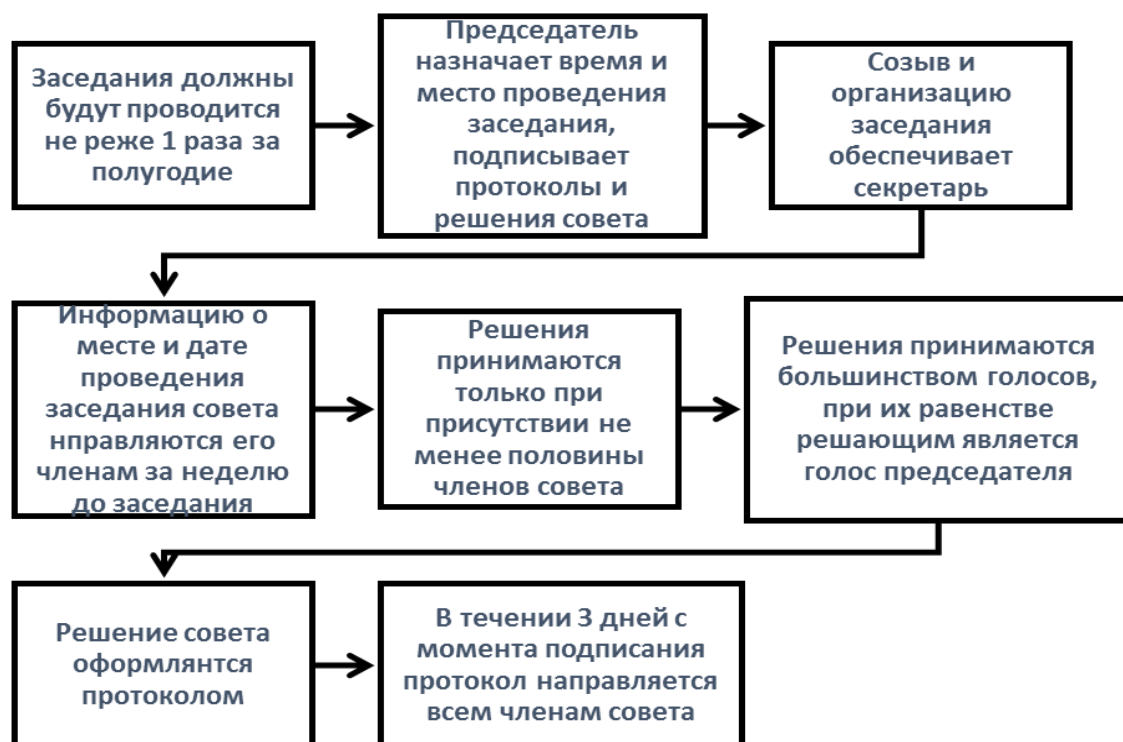 Заседания должны
будут проводится
не реже 1 раза за
полугодие
Председатель
назначает время и
место проведения
заседания,
подписывает
протоколы и
решения совета
Созыв и
организацию
заседания
обеспечивает
секретарь
Информацию о
месте и дате
проведения
заседания совета
нправляются его
членам за неделю
до заседания
Решения
принимаются
только при
присутствии не
менее половины
членов совета
Решения принимаются
большинством голосов,
при их равенстве
решающим является
голос председателя
Решение совета
оформлянтся
протоколом
В течении 3 дней с
момента подписания
протокол направляется
всем членам совета